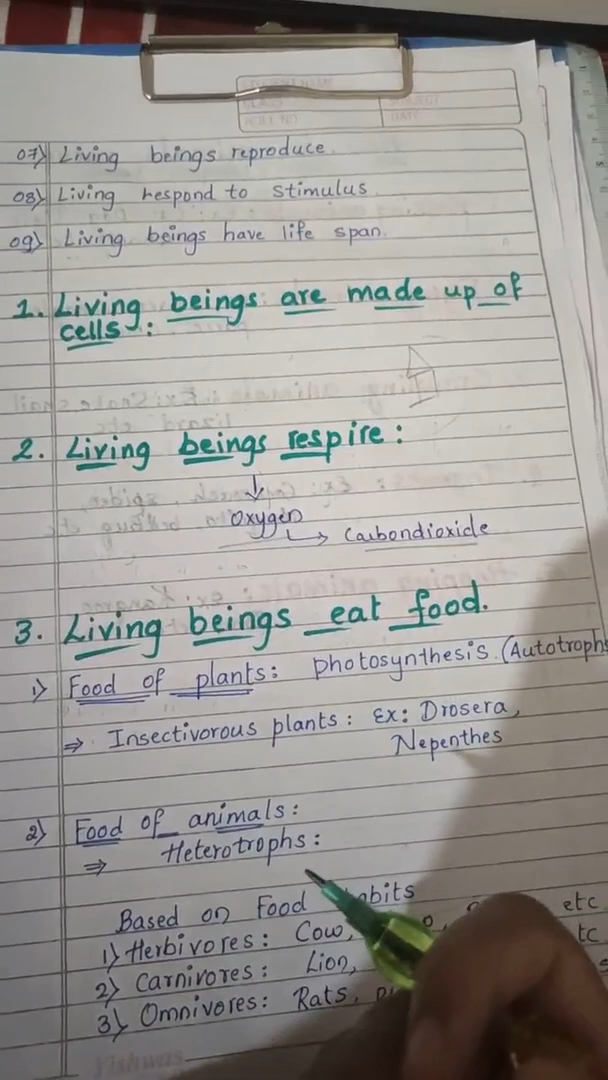 07) Living beings reproduce.
08) Living respond to stimulus
09) Living beings have life span.
1. Living beings are made up of
cells :
2. Living beings respire :
↓
Oxygen
→ Carbondioxide
3. Living beings eat food.
1) Food of plants: photosynthesis. (Autotroph
⇒ Insectivorous plants: Ex: Drosera,
Nepenthes
2) Food of animals:
⇒ Heterotrophs:
Based on Food
1) Herbivores: Cow, etc
2) Carnivores: Lion,
3) Omnivores: Rats,